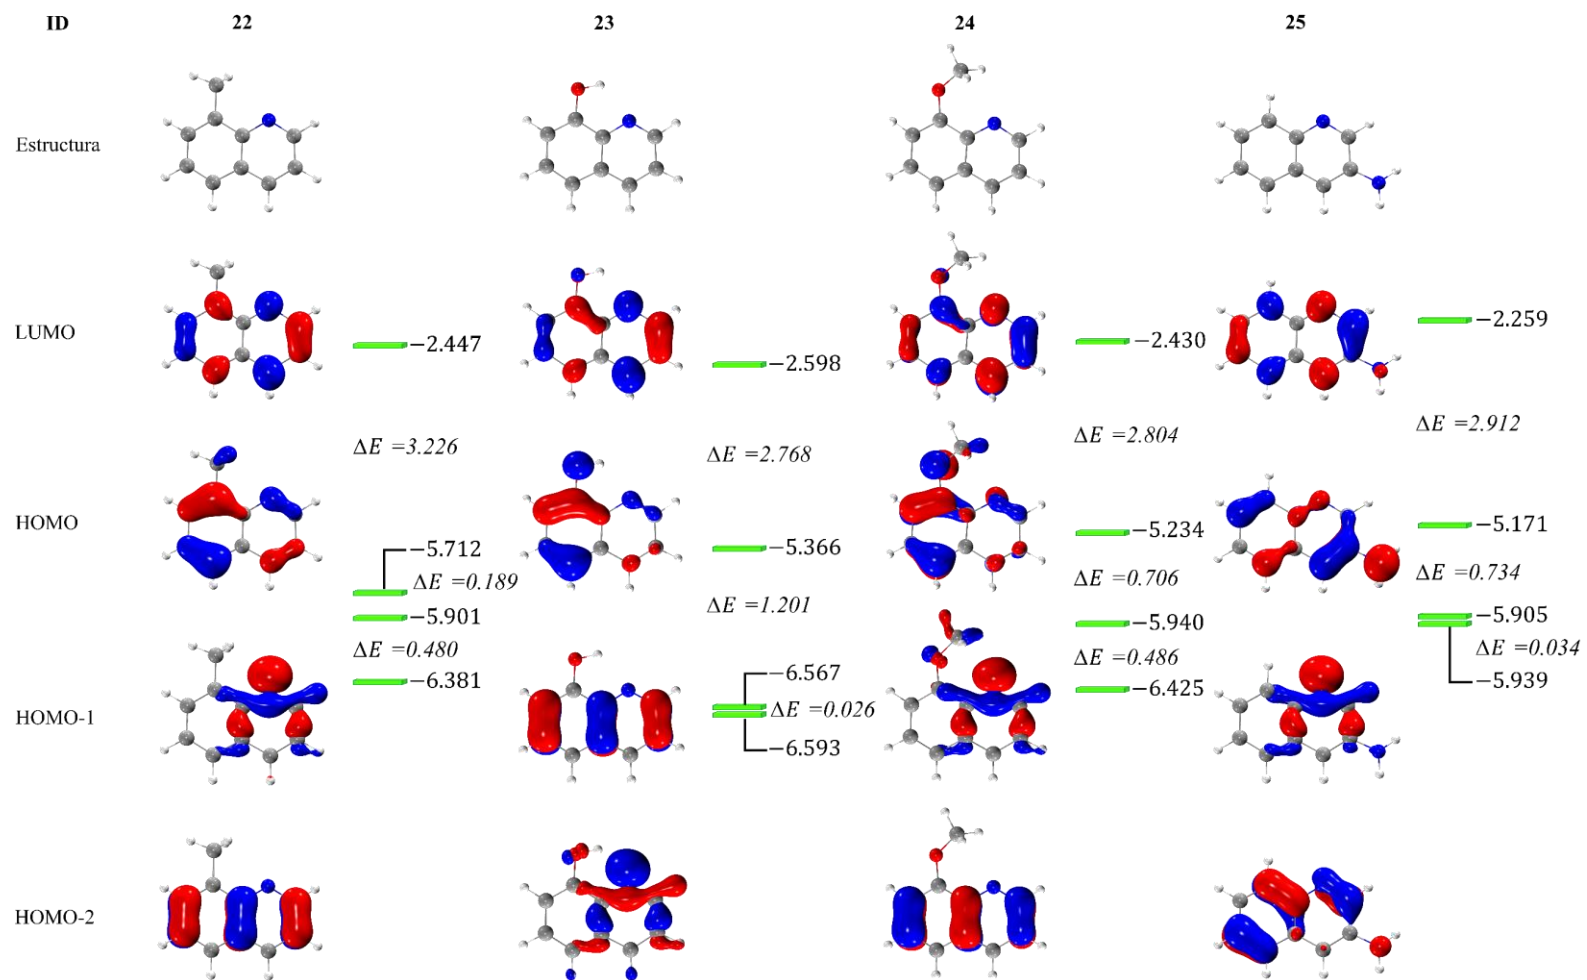 ID 22 23 24 25
Estructura
LUMO
−2.447
−2.598
−2.430
−2.259
ΔE =3.226
ΔE =2.768
ΔE =2.804
ΔE =2.912
HOMO
−5.712
ΔE =0.189
−5.901
−5.366
−5.234
−5.171
ΔE =0.480
ΔE =1.201
ΔE =0.706
ΔE =0.734
−6.381
−5.940
−5.905
ΔE =0.486
ΔE =0.034
−5.939
HOMO-1
−6.567
ΔE =0.026
−6.593
−6.425
HOMO-2